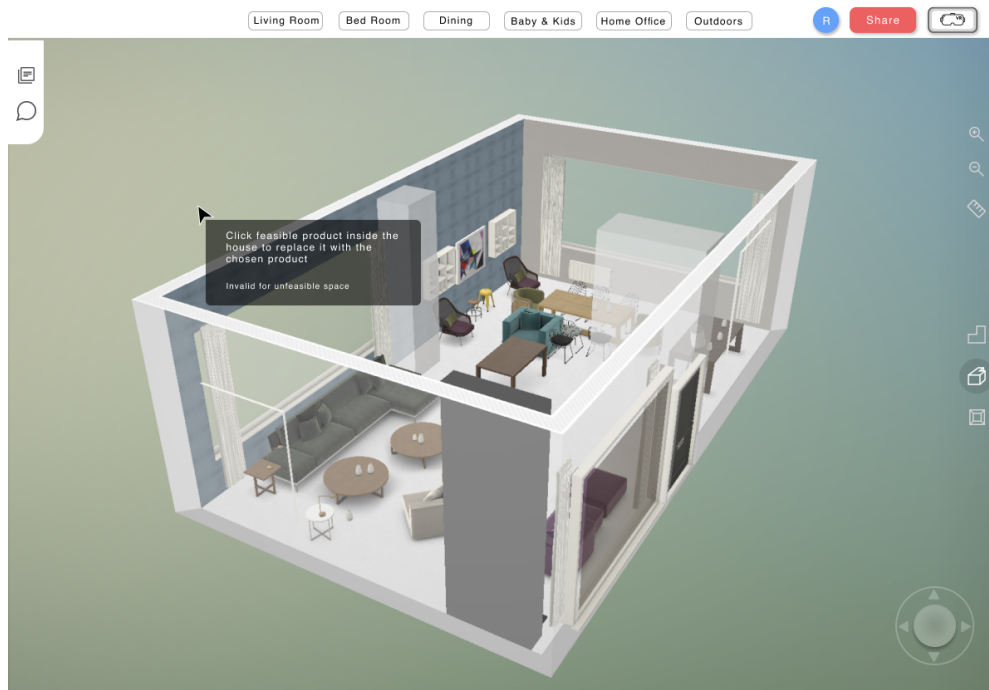 Living Room
Bed Room
Dining
Baby & Kids
Home Office
Outdoors
R
Share
Click feasible product inside the
house to replace it with the
chosen product
Invalid for unfeasible space